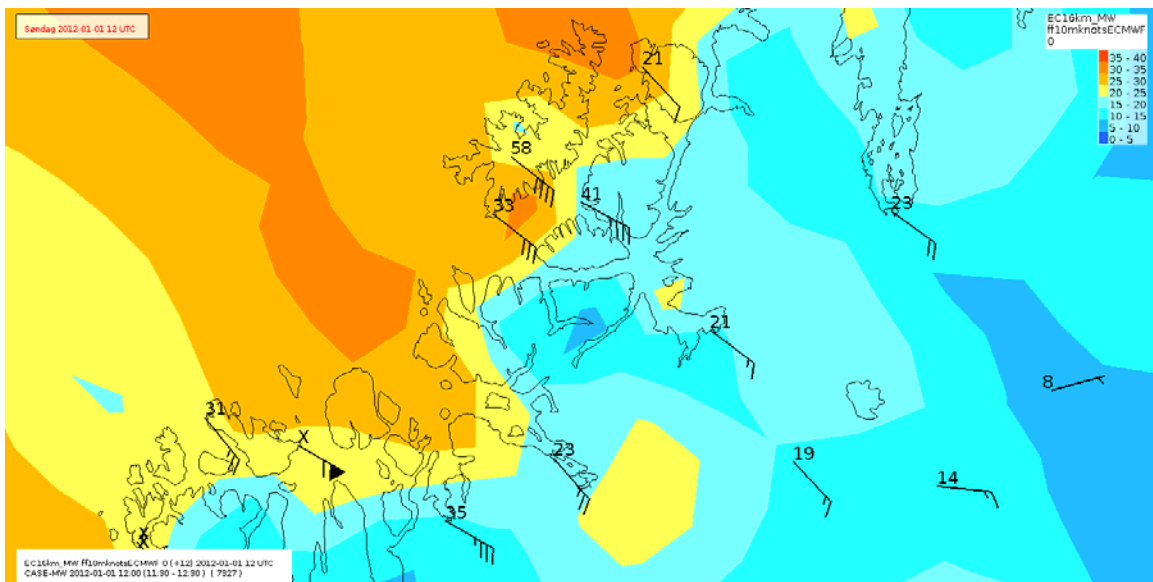 Søndag 2012-01-01 12 UTC
EC16km_MW
ff10mknotsECMWF
0
35 - 40
30 - 35
25 - 30
20 - 25
15 - 20
10 - 15
5 - 10
0 - 5
21
58
41
33
23
21
8
31
X
23
19
14
35
X
X
EC16km_MW ff10mknotsECMWF 0 (+12) 2012-01-01 12 UTC
CASE-MW 2012-01-01 12:00 (11:30 - 12:30 ) ( 7927 )